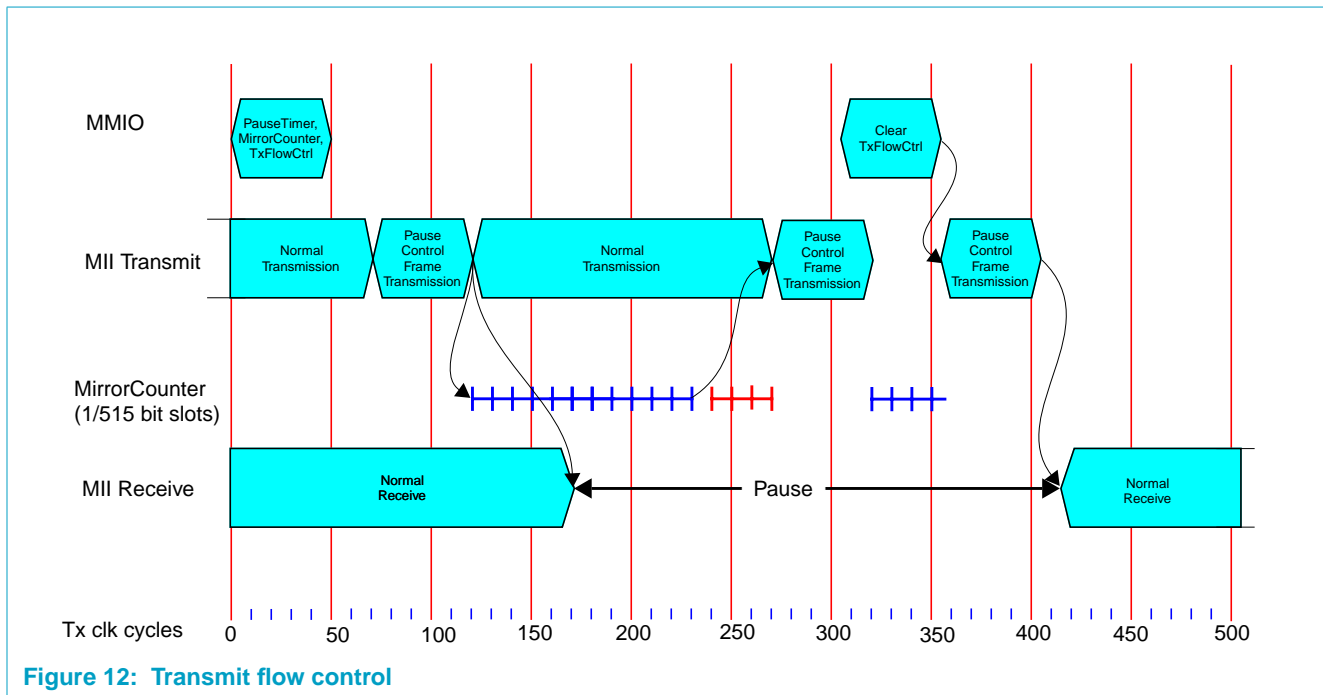 MMIO
PauseTimer,
MirrorCounter,
TxFlowCtrl
Clear
TxFlowCtrl
MII Transmit
Normal
Transmission
Pause
Control
Frame
Transmission
Normal
Transmission
Pause
Control
Frame
Transmission
Pause
Control
Frame
Transmission
MirrorCounter
(1/515 bit slots)
MII Receive
Normal
Receive
Pause
Normal
Receive
Tx clk cycles
0 50 100 150 200 250 300 350 400 450 500
Figure 12: Transmit flow control